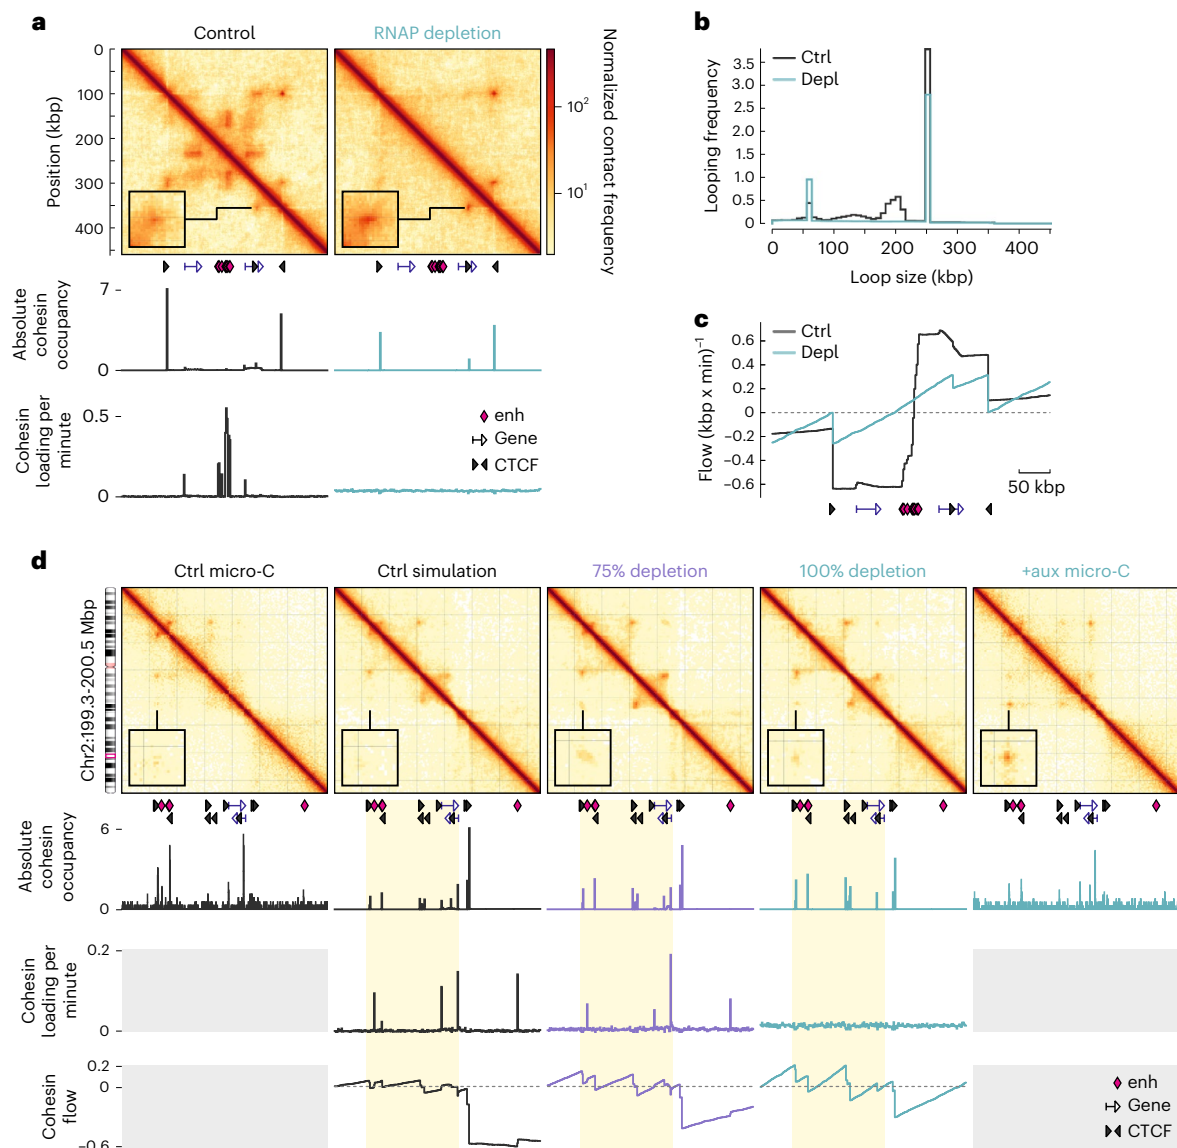 a
Control
RNAP depletion
0
100
200
300
400
Position (kbp)
10²
10¹
Normalized contact frequency
7
0
Absolute
cohesin
occupancy
0.5
0
Cohesin
loading per
minute
enh
Gene
CTCF
b
Ctrl
Depl
3.5
3.0
2.5
2.0
1.5
1.0
0.5
0
Looping frequency
0
100
200
300
400
Loop size (kbp)
c
Ctrl
Depl
0.6
0.4
0.2
0
−0.2
−0.4
−0.6
Flow (kbp x min)⁻¹
50 kbp
d
Ctrl micro-C
Ctrl simulation
75% depletion
100% depletion
+aux micro-C
Chr2:199.3-200.5 Mbp
6
0
Absolute
cohesin
occupancy
0.2
0
Cohesin
loading per
minute
0.2
0
−0.6
Cohesin
flow
enh
Gene
CTCF